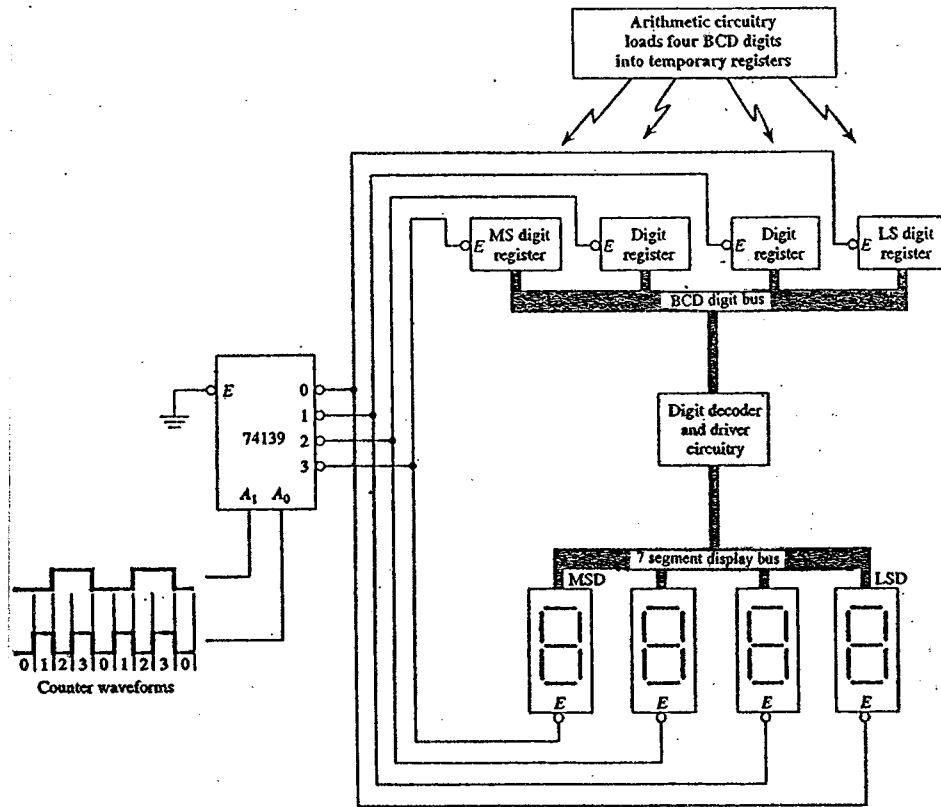 Arithmetic circuitry
loads four BCD digits
into temporary registers
E MS digit
register
E Digit
register
E Digit
register
E LS digit
register
BCD digit bus
E
0
1
74139
2
3
A1 A0
Digit decoder
and driver
circuitry
7 segment display bus
MSD
LSD
0 1 2 3 0 1 2 3 0
Counter waveforms
E
E
E
E